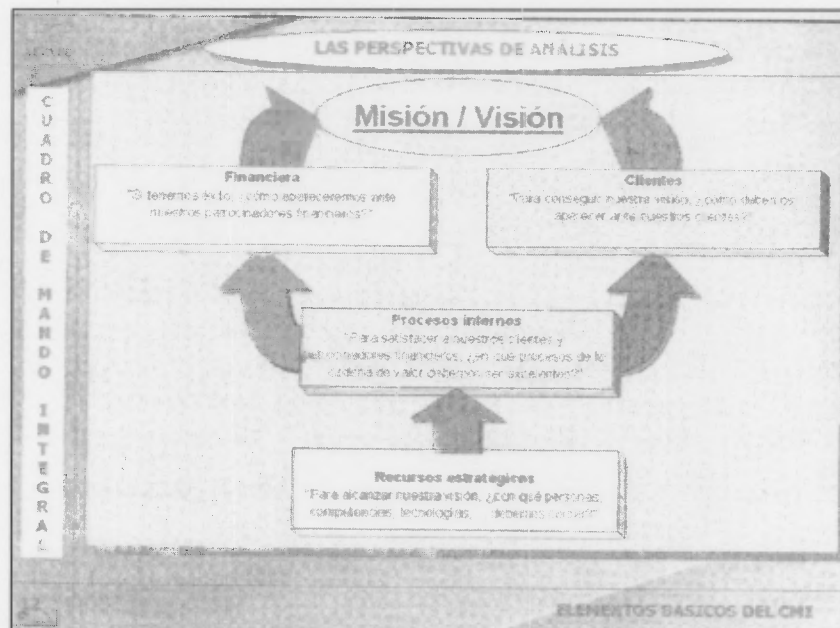 LAS PERSPECTIVAS DE ANÁLISIS
CUADRO DE MANDO INTEGRAL
Misión / Visión
Financiera
"Si tenemos éxito, ¿cómo apareceremos ante
nuestros patrocinadores financieros?"
Clientes
"Para conseguir nuestra visión, ¿cómo debemos
aparecer ante nuestros clientes?"
Procesos internos
"Para satisfacer a nuestros clientes y
patrocinadores financieros, ¿en qué procesos de la
cadena de valor debemos ser excelentes?"
Recursos estratégicos
"Para alcanzar nuestra visión, ¿con qué personas,
competencias, tecnologías, debemos
ELEMENTOS BÁSICOS DEL CMI